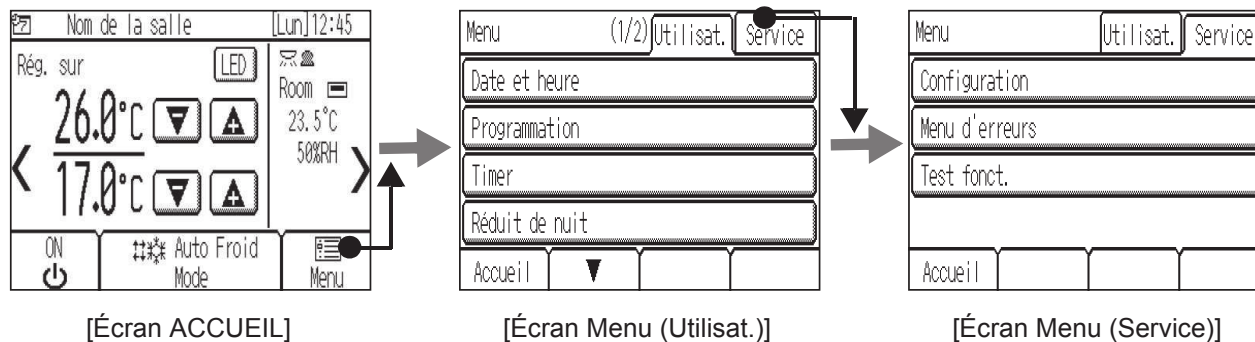 Nom de la salle [Lun]12:45
Rég. sur LED
26.0°C
17.0°C
Room
23.5°C
50%RH
ON
Auto Froid
Mode
Menu
[Écran ACCUEIL]
Menu (1/2) Utilisat. Service
Date et heure
Programmation
Timer
Réduit de nuit
Accueil ▼
[Écran Menu (Utilisat.)]
Menu Utilisat. Service
Configuration
Menu d'erreurs
Test fonct.
Accueil
[Écran Menu (Service)]